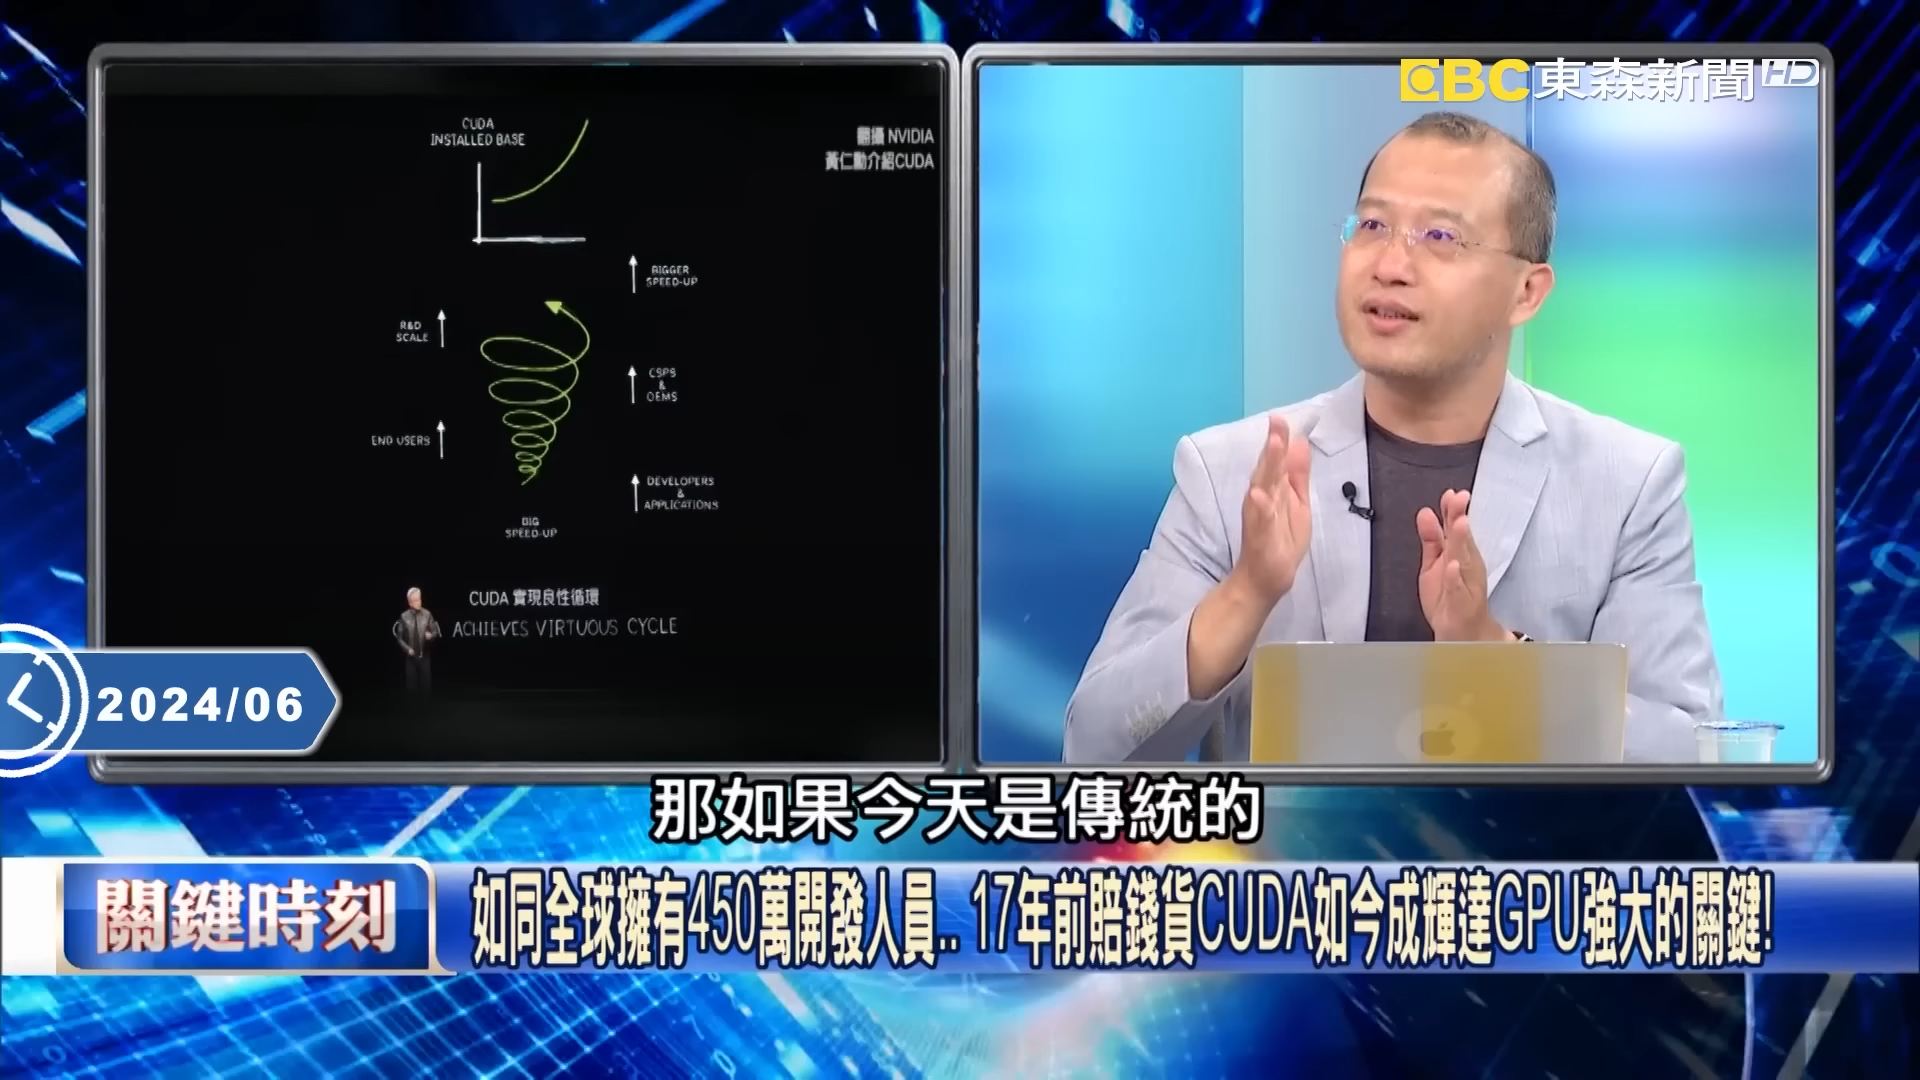 EBC東森新聞HD
CUDA
INSTALLED BASE
翻攝 NVIDIA
黃仁勳介紹CUDA
BIGGER
SPEED-UP
R&D
SCALE
CSPS
&
OEMS
END USERS
DEVELOPERS
&
APPLICATIONS
BIG
SPEED-UP
CUDA 實現良性循環
ACHIEVES VIRTUOUS CYCLE
2024/06
那如果今天是傳統的
關鍵時刻
如同全球擁有450萬開發人員.. 17年前賠錢貨CUDA如今成輝達GPU強大的關鍵!